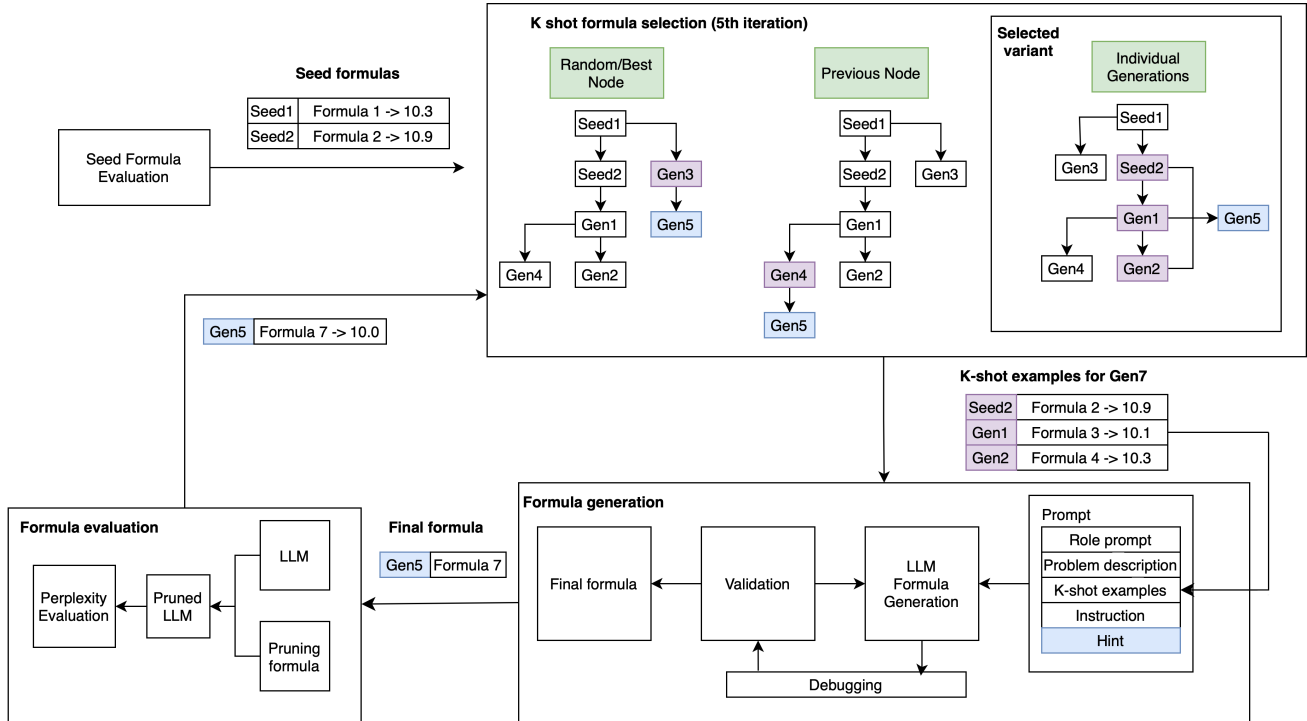 K shot formula selection (5th iteration)
Selected
variant
Random/Best
Node
Previous Node
Individual
Generations
Seed1
Seed2
Gen3
Gen1
Gen5
Gen4
Gen2
Seed1
Seed2
Gen3
Gen1
Gen4
Gen2
Gen5
Seed1
Gen3
Seed2
Gen1
Gen5
Gen4
Gen2
Seed formulas
Seed1 Formula 1 -> 10.3
Seed2 Formula 2 -> 10.9
Seed Formula
Evaluation
Gen5 Formula 7 -> 10.0
K-shot examples for Gen7
Seed2 Formula 2 -> 10.9
Gen1 Formula 3 -> 10.1
Gen2 Formula 4 -> 10.3
Formula evaluation
LLM
Perplexity
Evaluation
Pruned
LLM
Pruning
formula
Final formula
Gen5 Formula 7
Formula generation
Final formula
Validation
LLM
Formula
Generation
Debugging
Prompt
Role prompt
Problem description
K-shot examples
Instruction
Hint